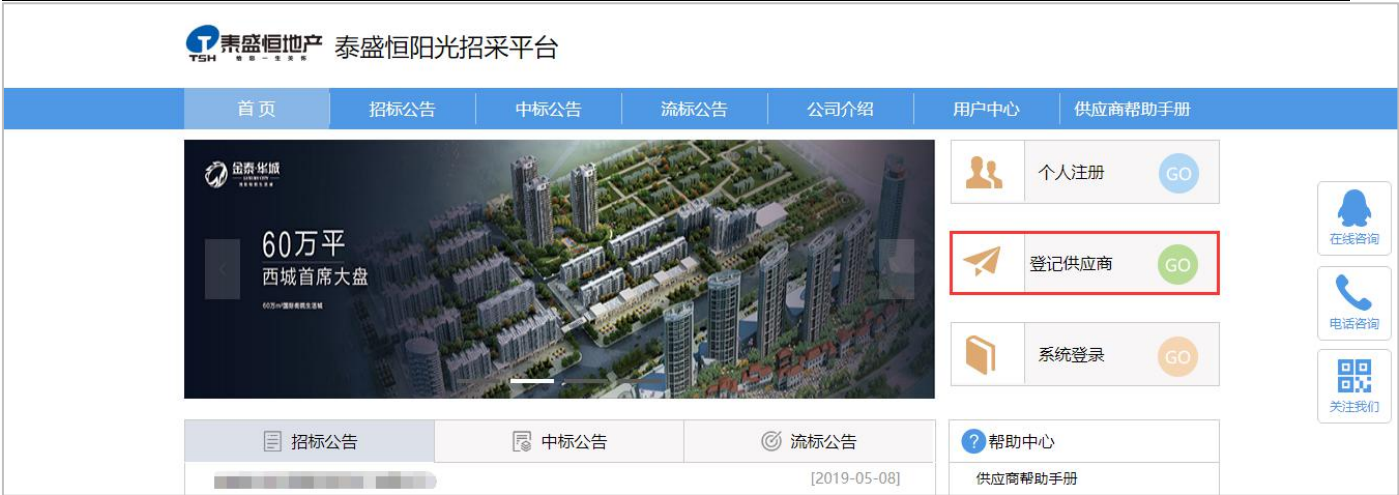 泰盛恒地产 泰盛恒阳光招采平台
TSH
首页 招标公告 中标公告 流标公告 公司介绍 用户中心 供应商帮助手册
金泰·华城
60万平
西城首席大盘
个人注册 GO
登记供应商 GO
系统登录 GO
在线咨询
电话咨询
关注我们
招标公告 中标公告 流标公告
[2019-05-08]
? 帮助中心
供应商帮助手册